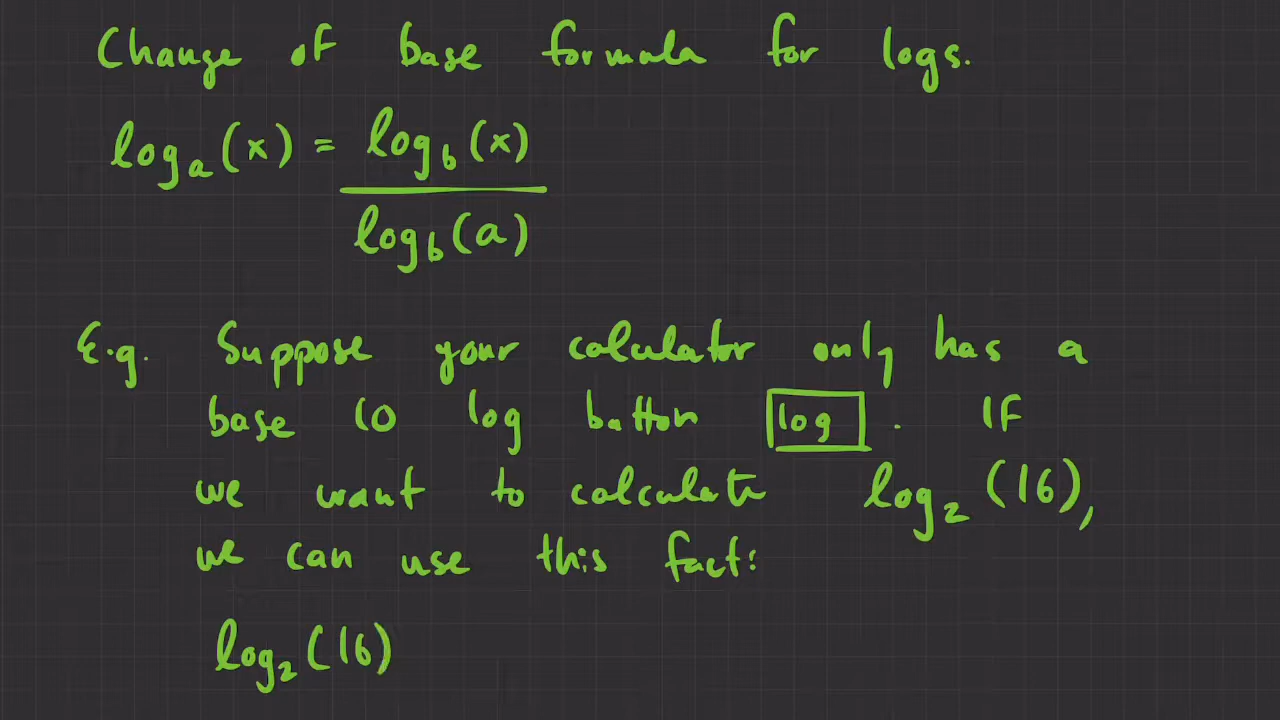 Change of base formula for logs.
logₐ(x) = log_b(x) / log_b(a)
E.g. Suppose your calculator only has a
base 10 log button log . If
we want to calculate log₂(16),
we can use this fact:
log₂(16)